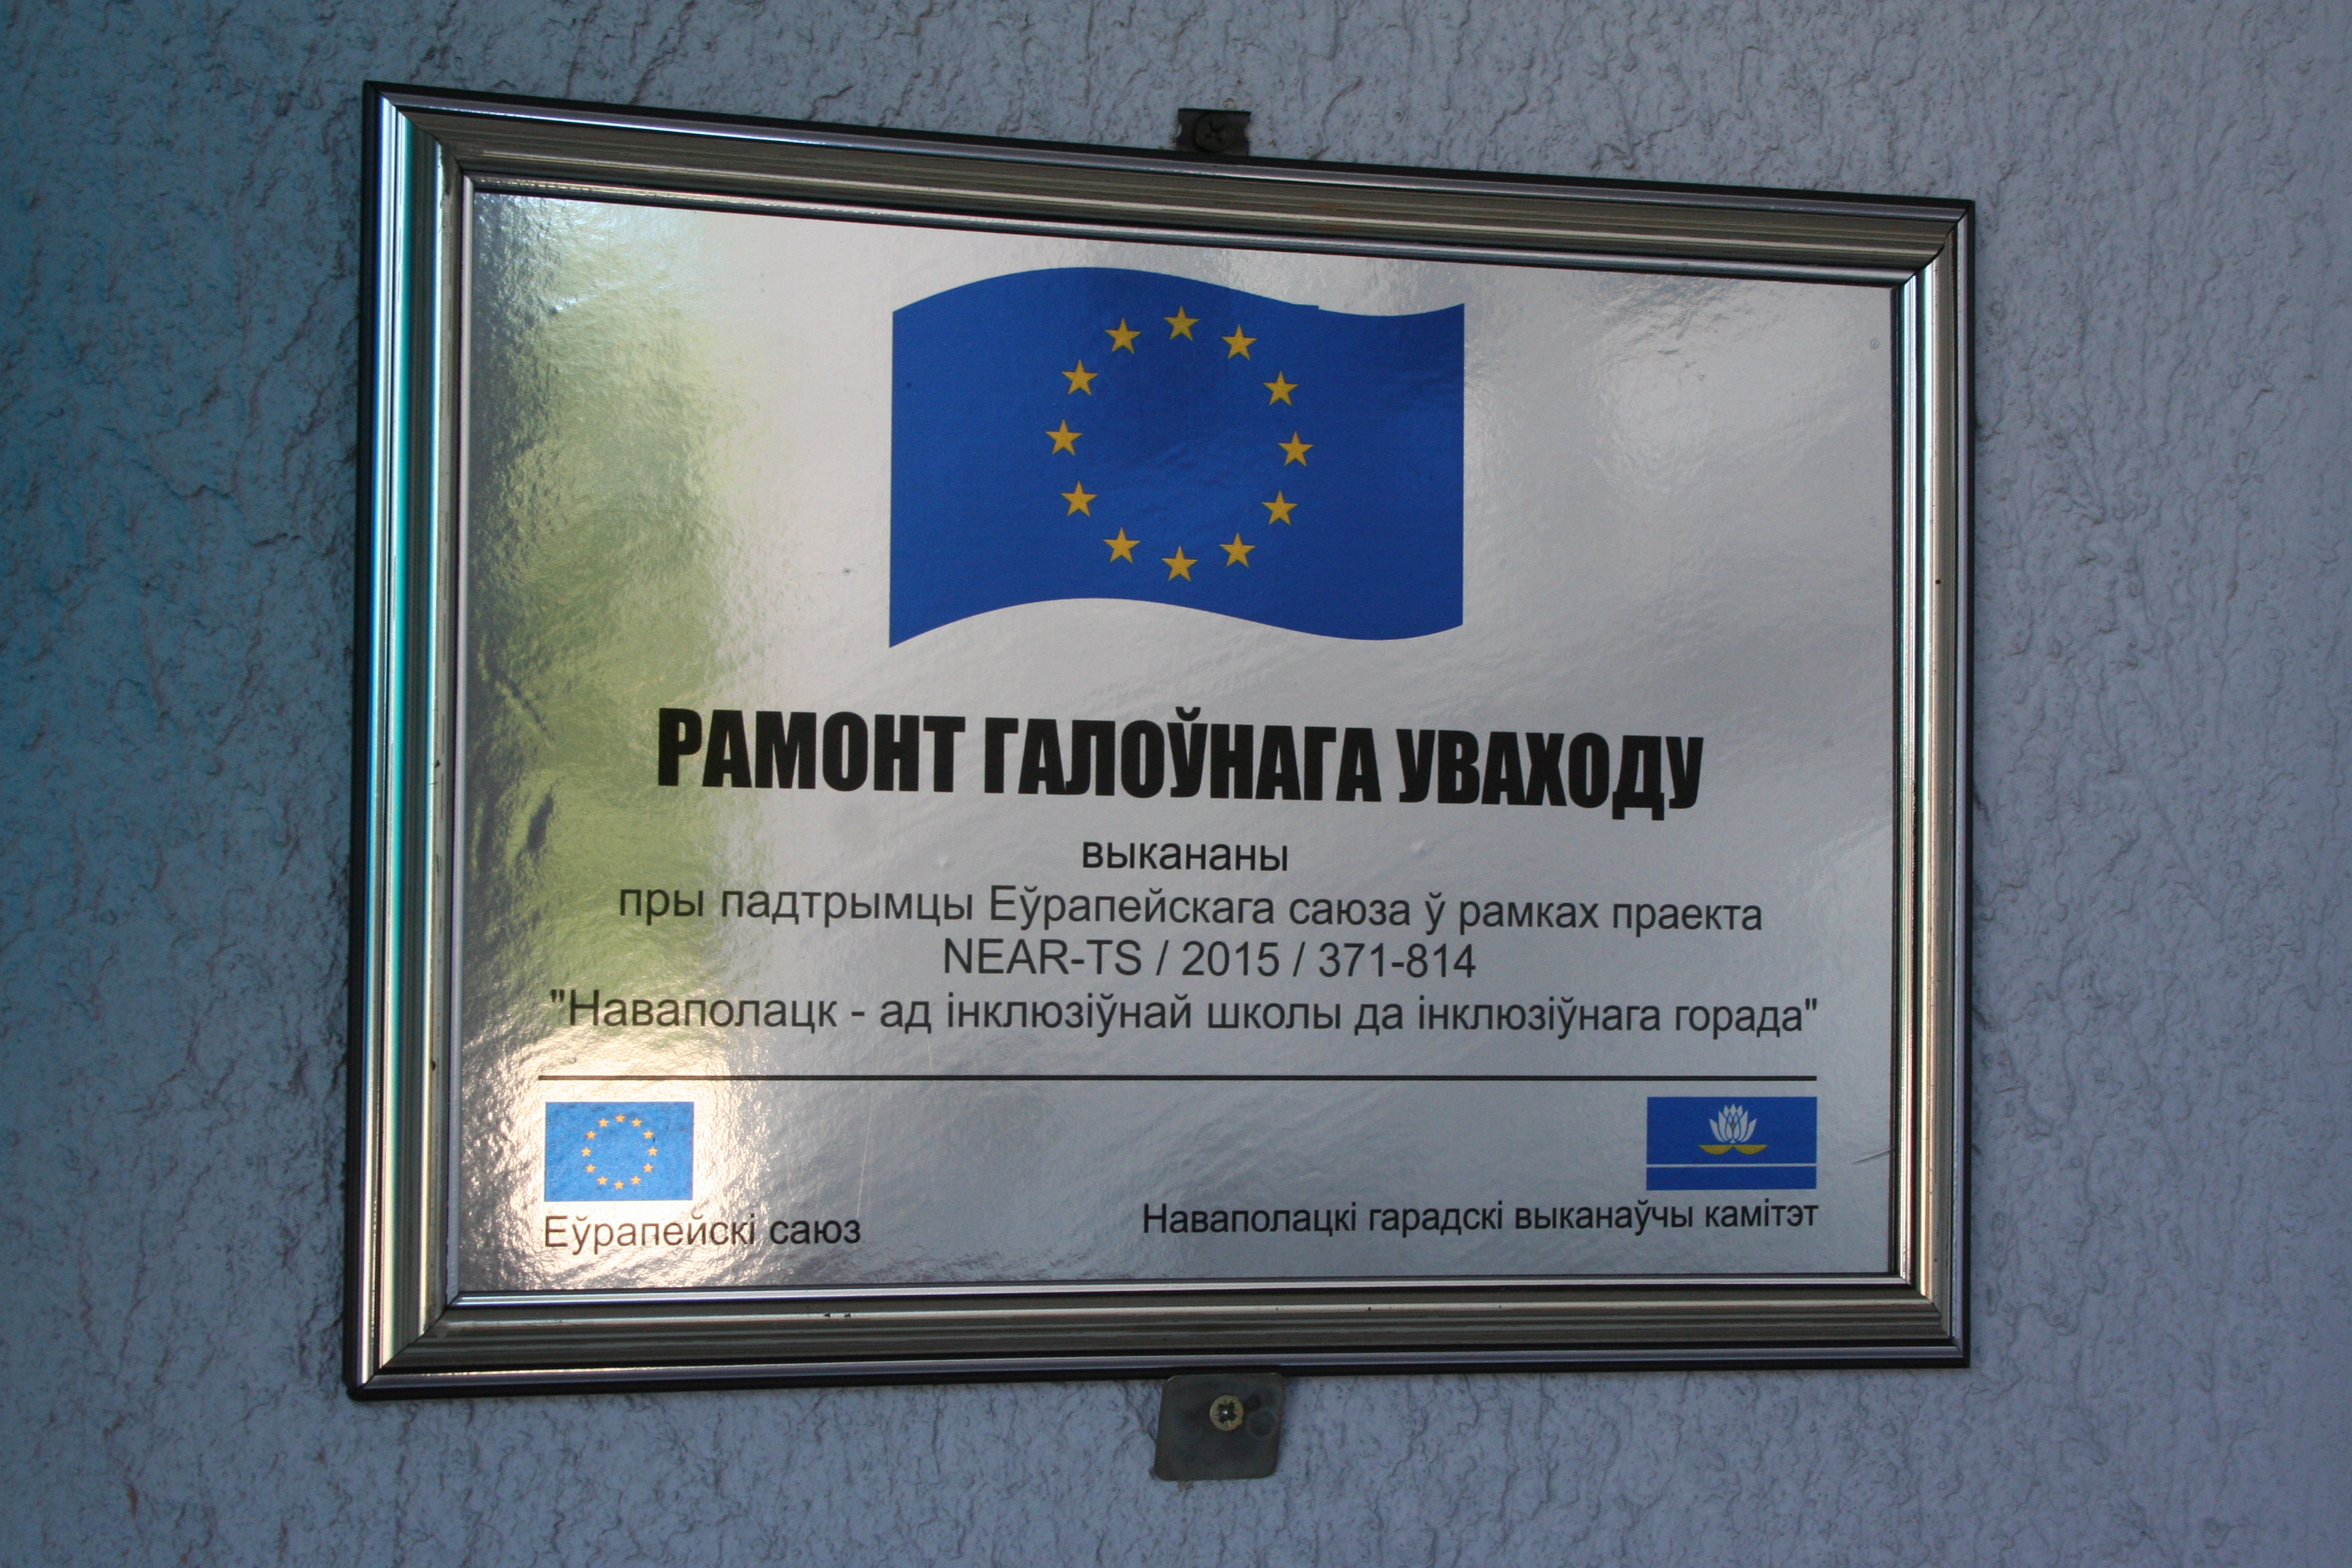 РАМОНТ ГАЛОЎНАГА УВАХОДУ
выкананы
пры падтрымцы Еўрапейскага саюза ў рамках праекта
NEAR-TS / 2015 / 371-814
"Наваполацк - ад інклюзіўнай школы да інклюзіўнага горада"
Еўрапейскі саюз
Наваполацкі гарадскі выканаўчы камітэт